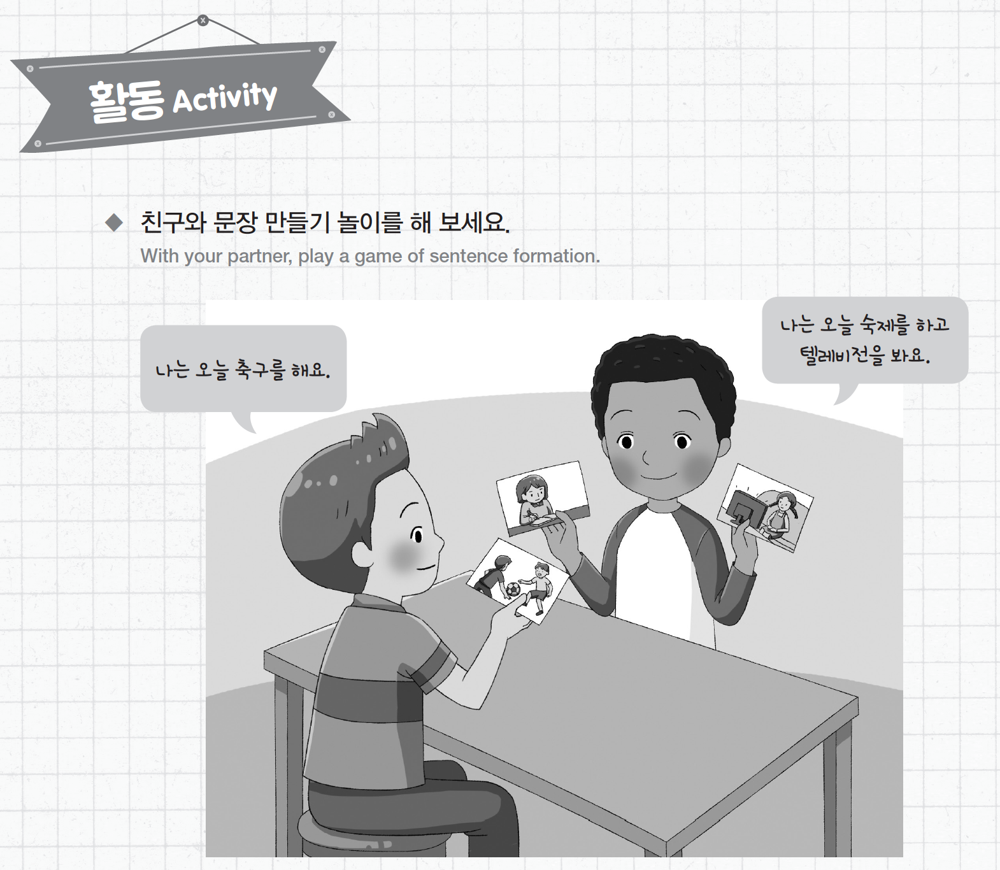 활동 Activity
친구와 문장 만들기 놀이를 해 보세요.
With your partner, play a game of sentence formation.
나는 오늘 축구를 해요.
나는 오늘 숙제를 하고
텔레비전을 봐요.